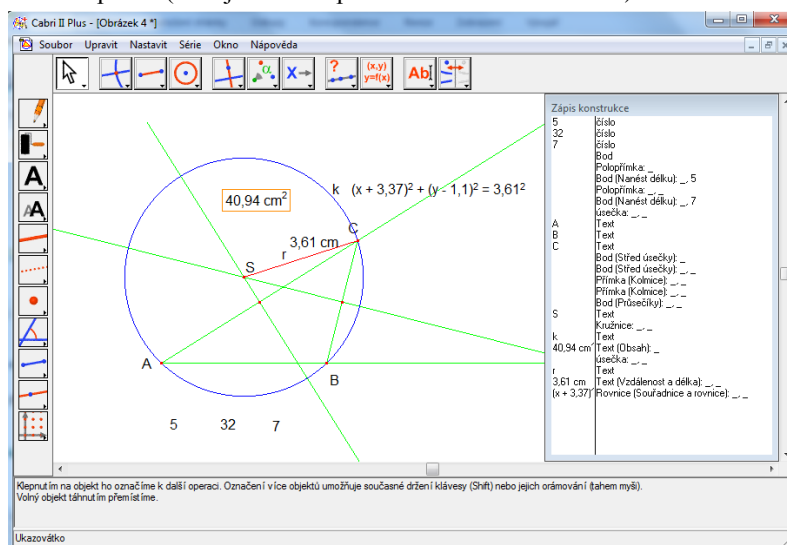 Cabri II Plus - [Obrázek 4 *]
Soubor Upravit Nastavit Série Okno Nápověda
? (x,y) y=f(x) Ab
α X
A
AA
40,94 cm²
k (x + 3,37)² + (y - 1,1)² = 3,61²
C
3,61 cm
r
S
A
B
5 32 7
Zápis konstrukce
5 číslo
32 číslo
7 číslo
Bod
Polopřímka: _
Bod (Nanést délku): _, 5
Polopřímka: _, _
Bod (Nanést délku): _, 7
úsečka: _, _
A Text
B Text
C Text
Bod (Střed úsečky): _
Bod (Střed úsečky): _
Přímka (Kolmice): _, _
Přímka (Kolmice): _, _
Bod (Průsečíky): _, _
S Text
Kružnice: _, _
k Text
40,94 cm² Text (Obsah): _
úsečka: _, _
r Text
3,61 cm Text (Vzdálenost a délka): _, _
(x + 3,37)² Rovnice (Souřadnice a rovnice): _, _
Klepnutím na objekt ho označíme k další operaci. Označení více objektů umožňuje současné držení klávesy (Shift) nebo jejich orámování (tahem myši).
Volný objekt táhnutím přemístíme.
Ukazovátko